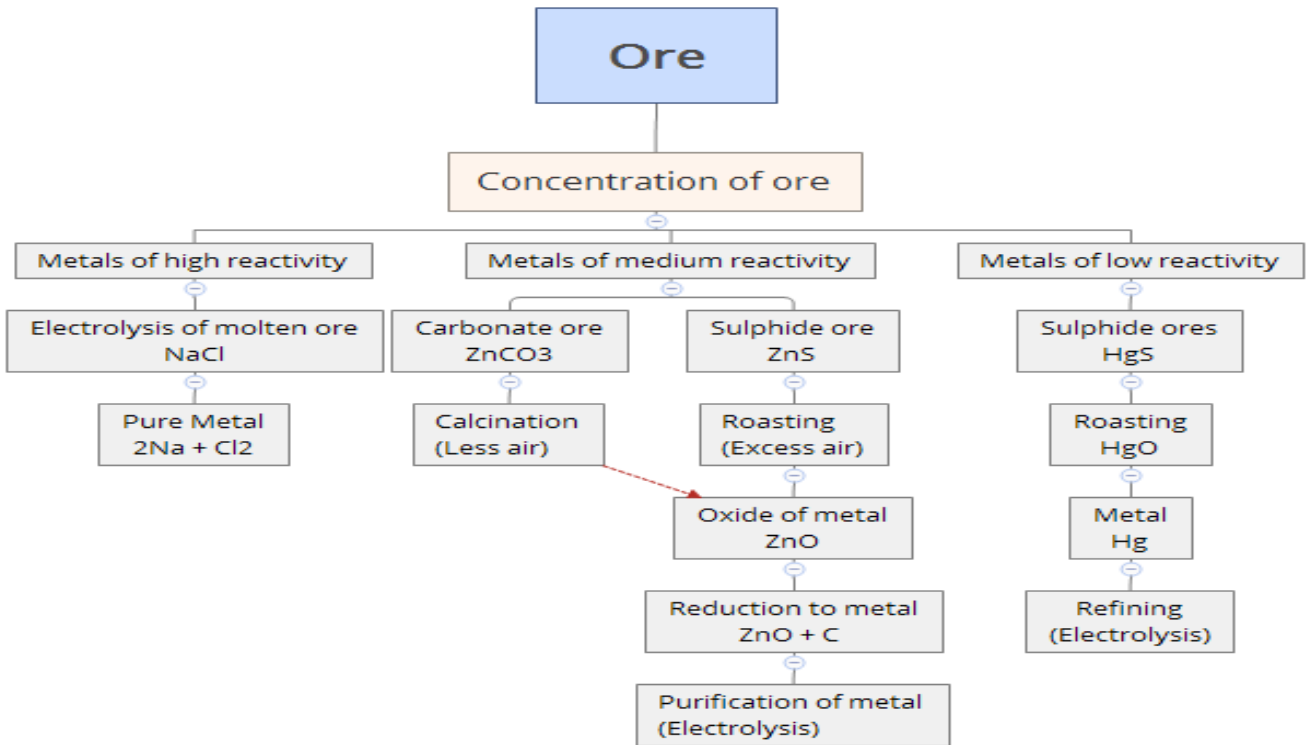 Ore
Concentration of ore
Metals of high reactivity
Metals of medium reactivity
Metals of low reactivity
Electrolysis of molten ore
NaCl
Carbonate ore
ZnCO3
Sulphide ore
ZnS
Sulphide ores
HgS
Pure Metal
2Na + Cl2
Calcination
(Less air)
Roasting
(Excess air)
Roasting
HgO
Oxide of metal
ZnO
Metal
Hg
Reduction to metal
ZnO + C
Refining
(Electrolysis)
Purification of metal
(Electrolysis)